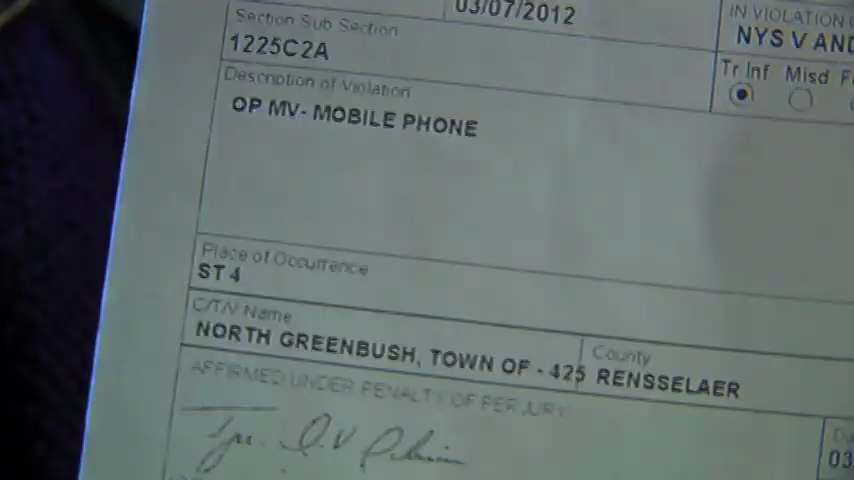 03/07/2012
IN VIOLATION
Section Sub Section
NYS V AND
1225C2A
Tr Inf Misd
Description of Violation
OP MV- MOBILE PHONE
Place of Occurrence
ST 4
C/T/V Name
NORTH GREENBUSH, TOWN OF - 425
County
RENSSELAER
AFFIRMED UNDER PENALTY OF PERJURY
03